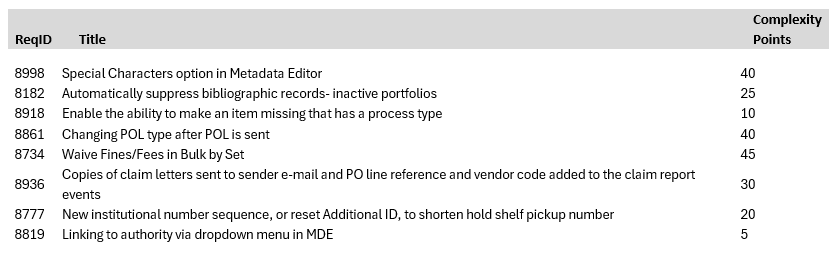 Complexity
ReqID Title Points
8998 Special Characters option in Metadata Editor 40
8182 Automatically suppress bibliographic records- inactive portfolios 25
8918 Enable the ability to make an item missing that has a process type 10
8861 Changing POL type after POL is sent 40
8734 Waive Fines/Fees in Bulk by Set 45
8936 Copies of claim letters sent to sender e-mail and PO line reference and vendor code added to the claim report 30
events
8777 New institutional number sequence, or reset Additional ID, to shorten hold shelf pickup number 20
8819 Linking to authority via dropdown menu in MDE 5